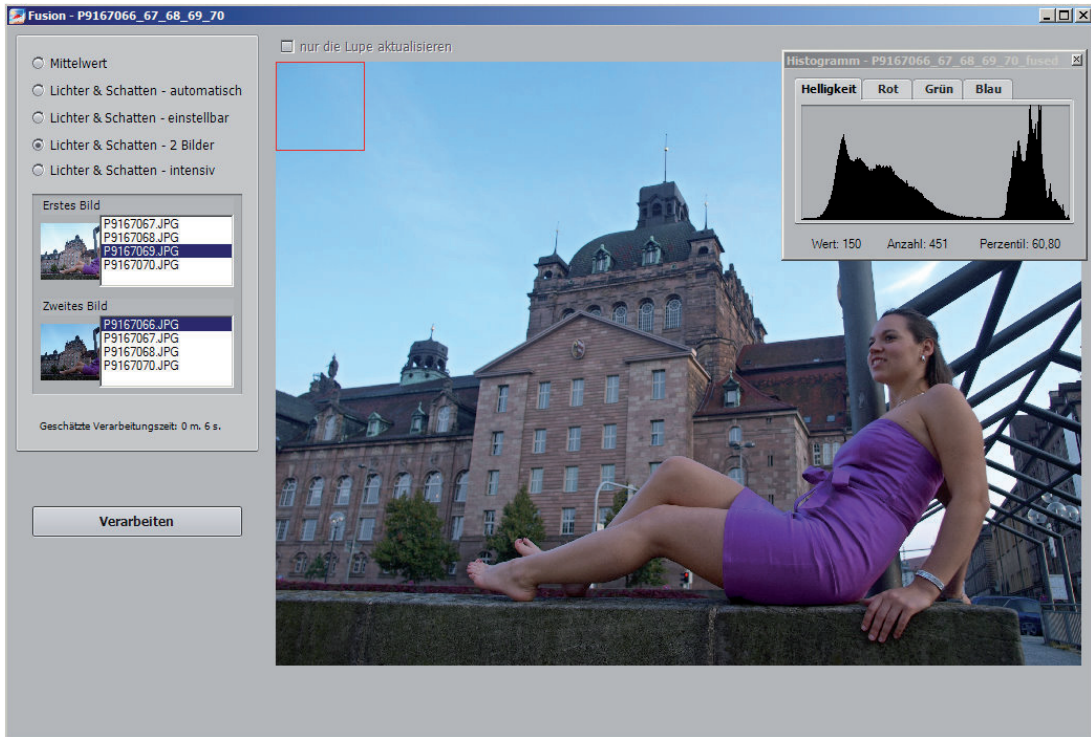 Fusion - P9167066_67_68_69_70
Mittelwert
Lichter & Schatten - automatisch
Lichter & Schatten - einstellbar
Lichter & Schatten - 2 Bilder
Lichter & Schatten - intensiv
Erstes Bild
P9167067.JPG
P9167068.JPG
P9167069.JPG
P9167070.JPG
Zweites Bild
P9167066.JPG
P9167067.JPG
P9167068.JPG
P9167070.JPG
Geschätzte Verarbeitungszeit: 0 m. 6 s.
Verarbeiten
nur die Lupe aktualisieren
Histogramm - P9167066_67_68_69_70_fused
Helligkeit Rot Grün Blau
Wert: 150 Anzahl: 451 Perzentil: 60,80